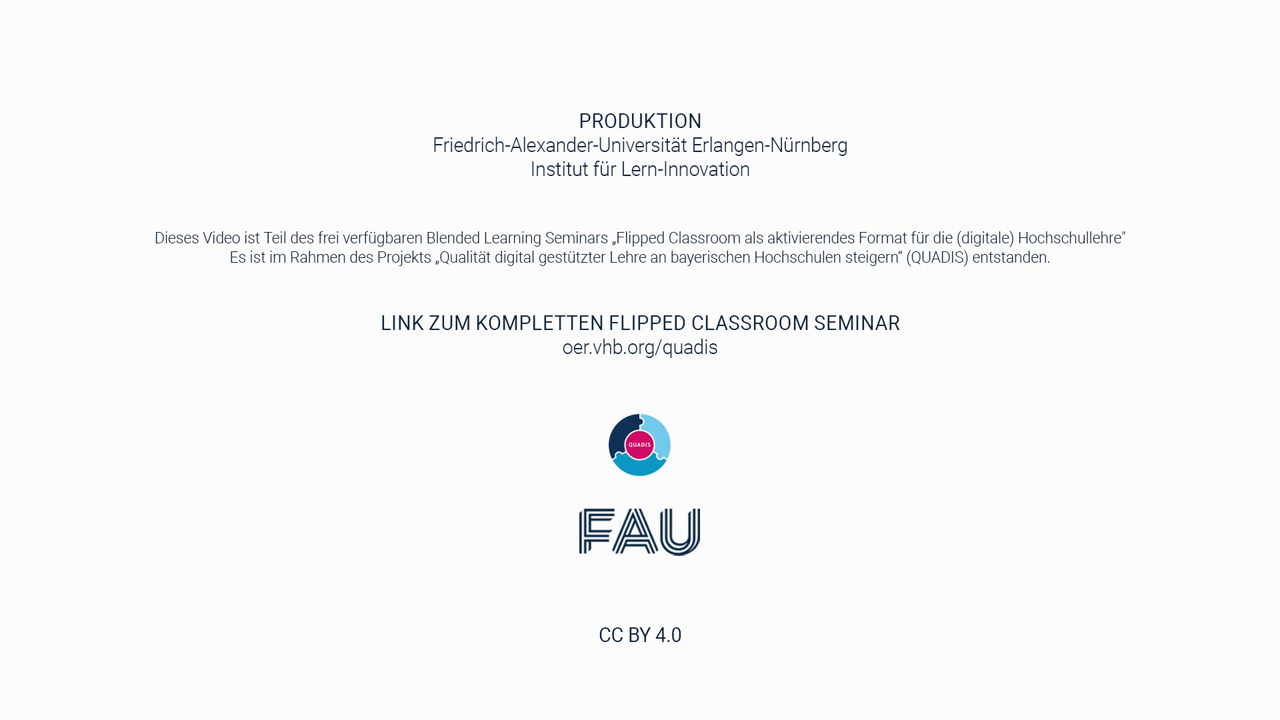 PRODUKTION
Friedrich-Alexander-Universität Erlangen-Nürnberg
Institut für Lern-Innovation
Dieses Video ist Teil des frei verfügbaren Blended Learning Seminars „Flipped Classroom als aktivierendes Format für die (digitale) Hochschullehre"
Es ist im Rahmen des Projekts „Qualität digital gestützter Lehre an bayerischen Hochschulen steigern“ (QUADIS) entstanden.
LINK ZUM KOMPLETTEN FLIPPED CLASSROOM SEMINAR
oer.vhb.org/quadis
QUADIS
FAU
CC BY 4.0